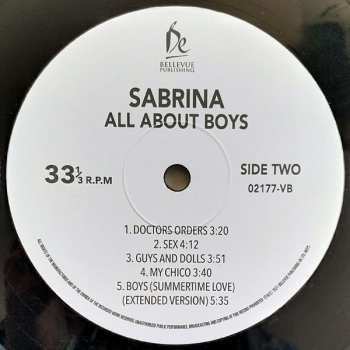 Be
BELLEVUE
PUBLISHING
SABRINA
ALL ABOUT BOYS
33 1/3 R.P.M
SIDE TWO
02177-VB
1. DOCTORS ORDERS 3:20
2. SEX 4:12
3. GUYS AND DOLLS 3:51
4. MY CHICO 3:40
5. BOYS (SUMMERTIME LOVE)
(EXTENDED VERSION) 5:35